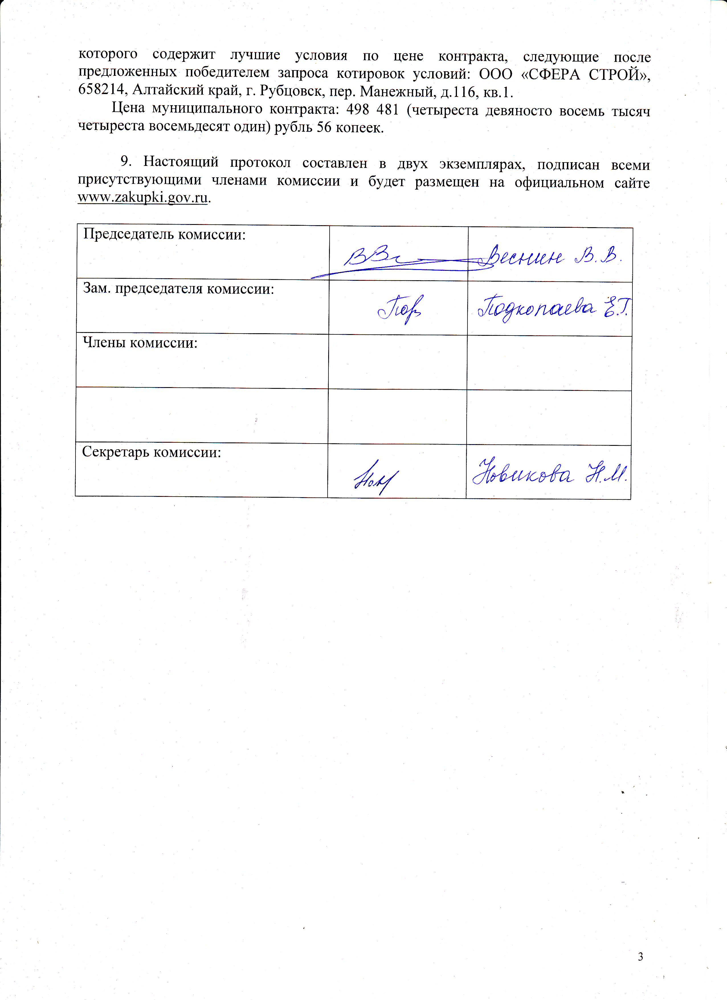 которого содержит лучшие условия по цене контракта, следующие после
предложенных победителем запроса котировок условий: ООО «СФЕРА СТРОЙ»,
658214, Алтайский край, г. Рубцовск, пер. Манежный, д.116, кв.1.
Цена муниципального контракта: 498 481 (четыреста девяносто восемь тысяч
четыреста восемьдесят один) рубль 56 копеек.
9. Настоящий протокол составлен в двух экземплярах, подписан всеми
присутствующими членами комиссии и будет размещен на официальном сайте
www.zakupki.gov.ru.
Председатель комиссии:
Веснин В.В.
Зам. председателя комиссии:
Подкопаева Е.Г.
Члены комиссии:
Секретарь комиссии:
Новикова Н.М.
3